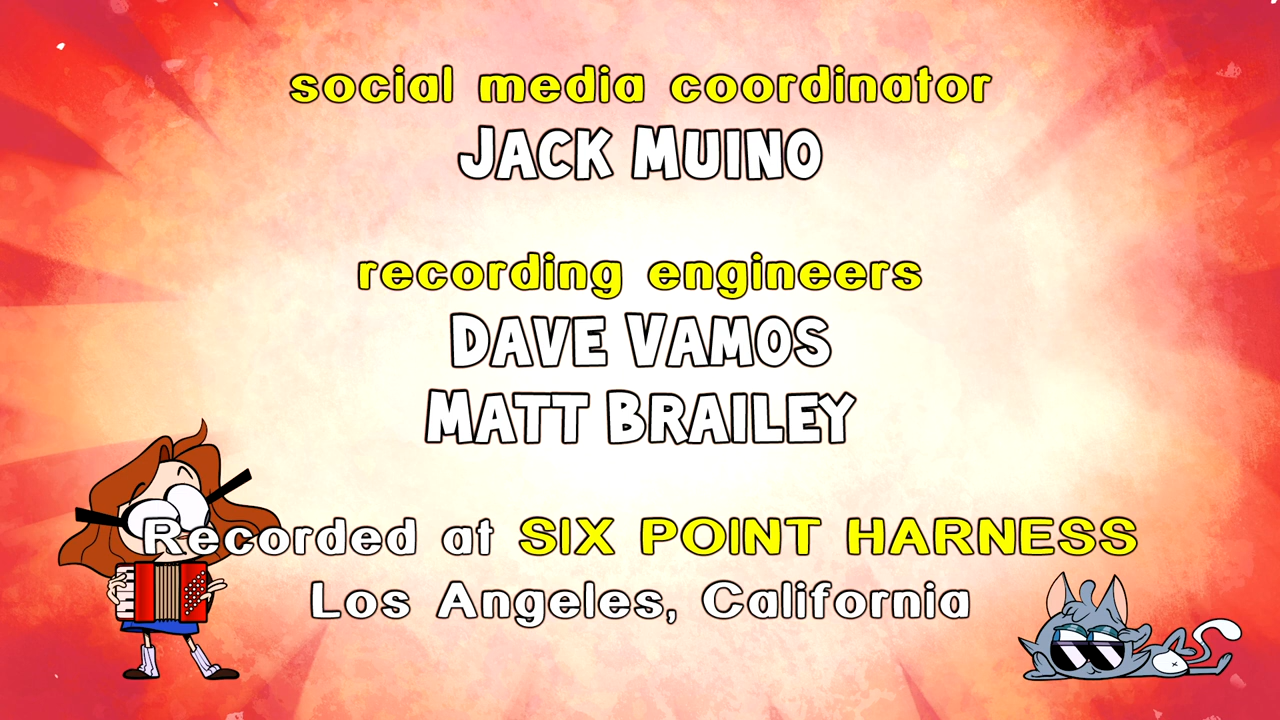 social media coordinator
JACK MUINO
recording engineers
DAVE VAMOS
MATT BRAILEY
Recorded at SIX POINT HARNESS
Los Angeles, California